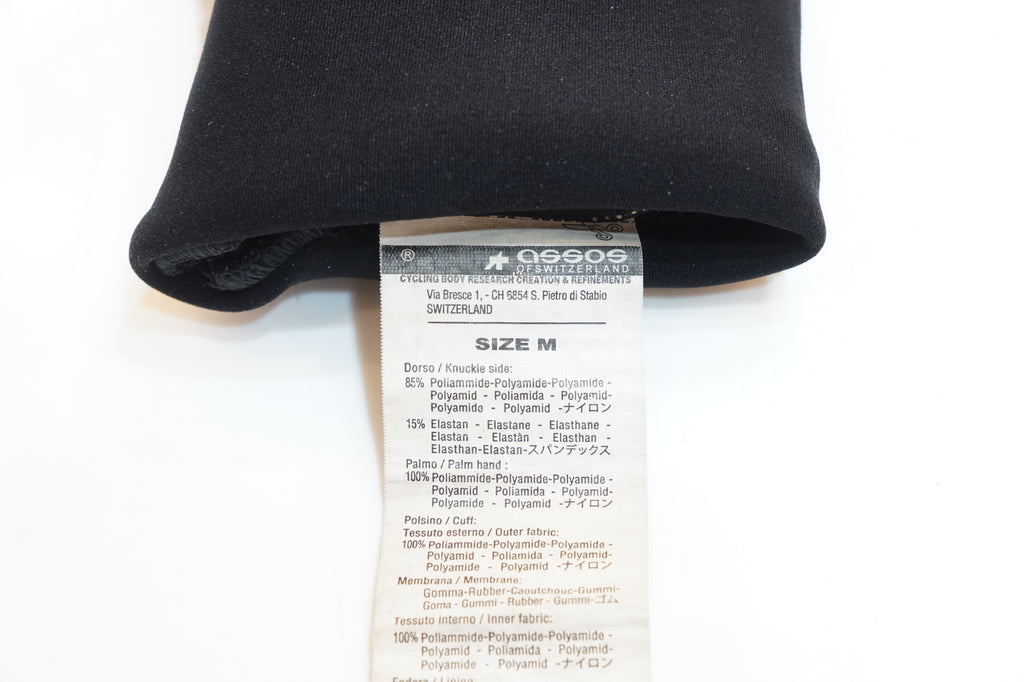 ® assos
OF SWITZERLAND
CYCLING BODY RESEARCH CREATION & REFINEMENTS
Via Bresce 1, - CH 6854 S. Pietro di Stabio
SWITZERLAND
SIZE M
Dorso / Knuckle side:
85% Poliammide-Polyamide-Polyamide -
Polyamid - Poliamida - Polyamid-
Polyamide - Polyamid -ナイロン
15% Elastan - Elastane - Elasthane -
Elastan - Elastàn - Elasthan -
Elasthan-Elastan-スパンデックス
Palmo / Palm hand :
100% Poliammide-Polyamide-Polyamide -
Polyamid - Poliamida - Polyamid-
Polyamide - Polyamid -ナイロン
Polsino / Cuff:
Tessuto esterno / Outer fabric:
100% Poliammide-Polyamide-Polyamide -
Polyamid - Poliamida - Polyamid-
Polyamide - Polyamid -ナイロン
Membrana / Membrane:
Gomma-Rubber-Caoutchouc-Gummi-
Goma - Gummi - Rubber - Gummi-ゴム
Tessuto interno / Inner fabric:
100% Poliammide-Polyamide-Polyamide -
Polyamid - Poliamida - Polyamid-
Polyamide - Polyamid -ナイロン
Fodera / Lining: